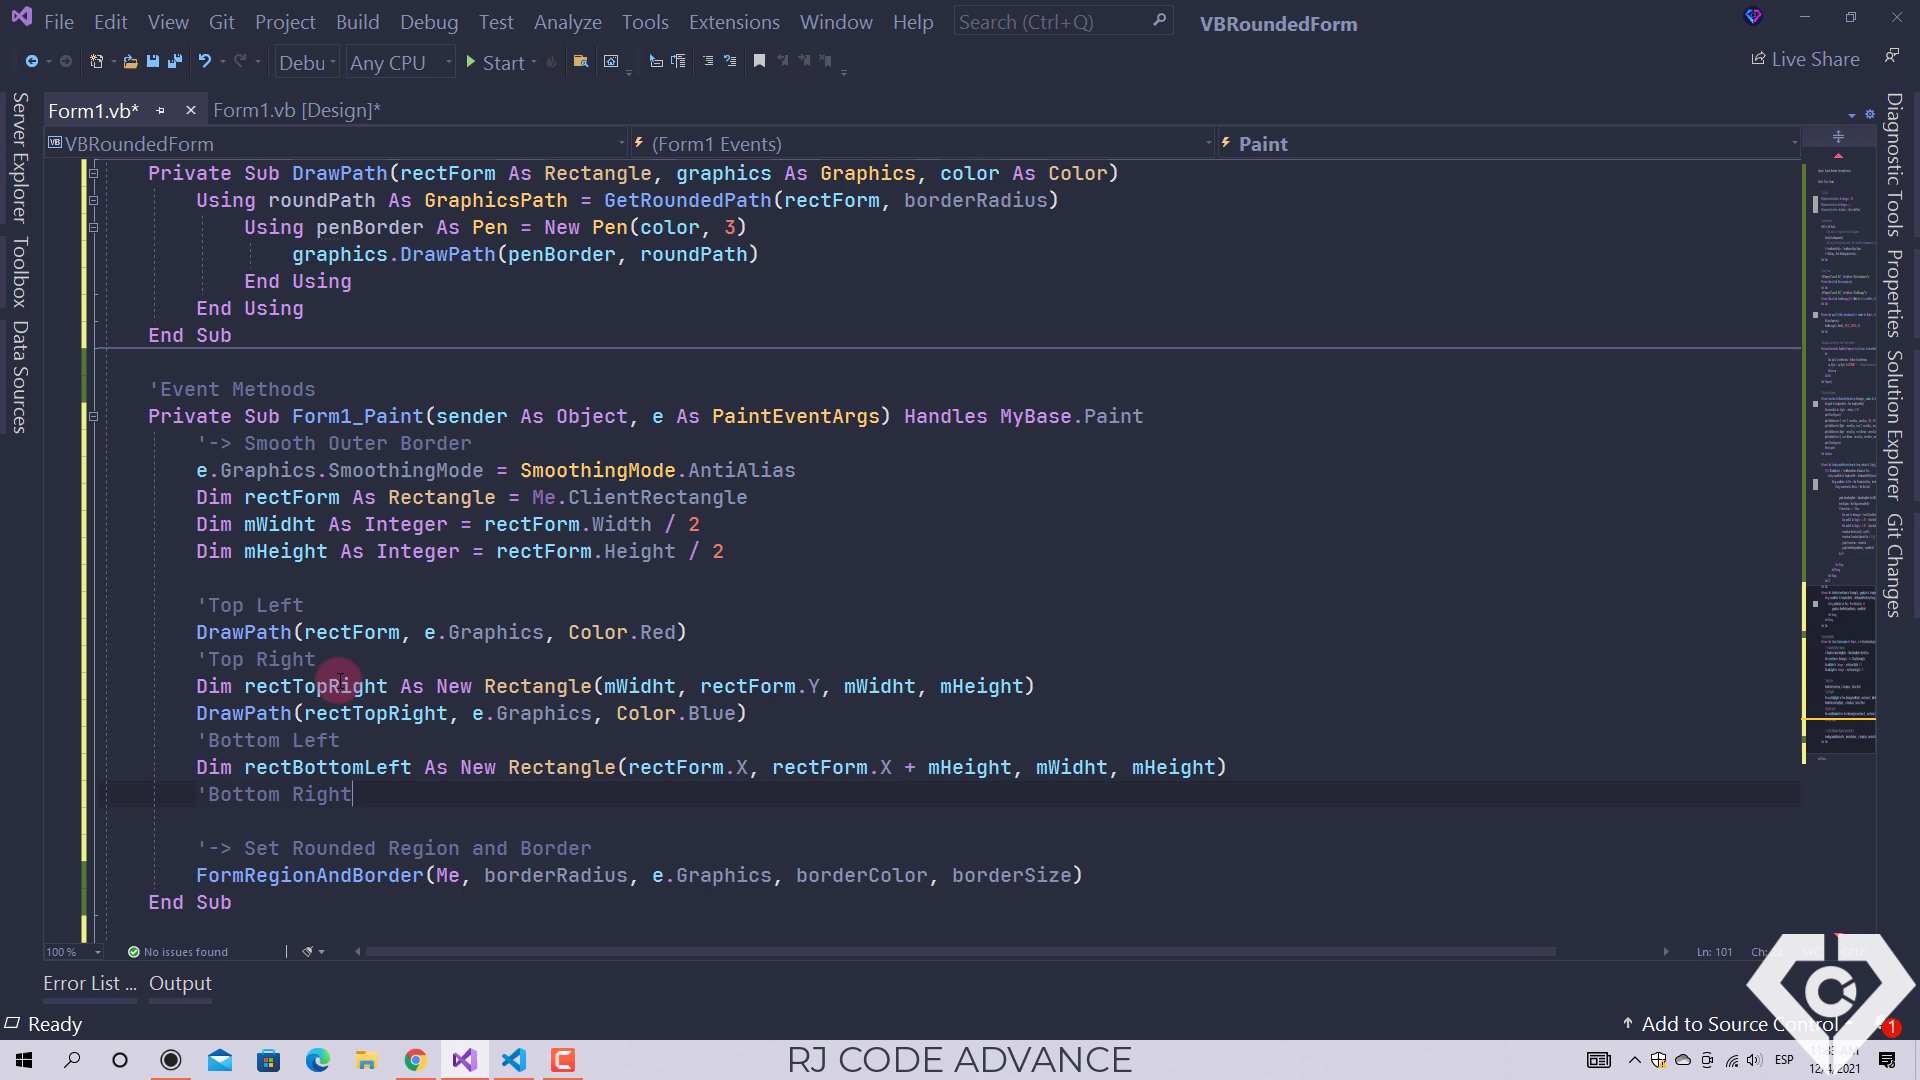 File Edit View Git Project Build Debug Test Analyze Tools Extensions Window Help Search (Ctrl+Q) VBRoundedForm
Debu Any CPU Start Live Share
Form1.vb* Form1.vb [Design]*
VBRoundedForm (Form1 Events) Paint
Server Explorer Toolbox Data Sources
Private Sub DrawPath(rectForm As Rectangle, graphics As Graphics, color As Color)
Using roundPath As GraphicsPath = GetRoundedPath(rectForm, borderRadius)
Using penBorder As Pen = New Pen(color, 3)
graphics.DrawPath(penBorder, roundPath)
End Using
End Using
End Sub
'Event Methods
Private Sub Form1_Paint(sender As Object, e As PaintEventArgs) Handles MyBase.Paint
'-> Smooth Outer Border
e.Graphics.SmoothingMode = SmoothingMode.AntiAlias
Dim rectForm As Rectangle = Me.ClientRectangle
Dim mWidht As Integer = rectForm.Width / 2
Dim mHeight As Integer = rectForm.Height / 2
'Top Left
DrawPath(rectForm, e.Graphics, Color.Red)
'Top Right
Dim rectTopRight As New Rectangle(mWidht, rectForm.Y, mWidht, mHeight)
DrawPath(rectTopRight, e.Graphics, Color.Blue)
'Bottom Left
Dim rectBottomLeft As New Rectangle(rectForm.X, rectForm.X + mHeight, mWidht, mHeight)
'Bottom Right
'-> Set Rounded Region and Border
FormRegionAndBorder(Me, borderRadius, e.Graphics, borderColor, borderSize)
End Sub
Diagnostic Tools Properties Solution Explorer Git Changes
100 % No issues found Ln: 101
Error List ... Output
Ready Add to Source Control 1
RJ CODE ADVANCE
ESP
12/4/2021